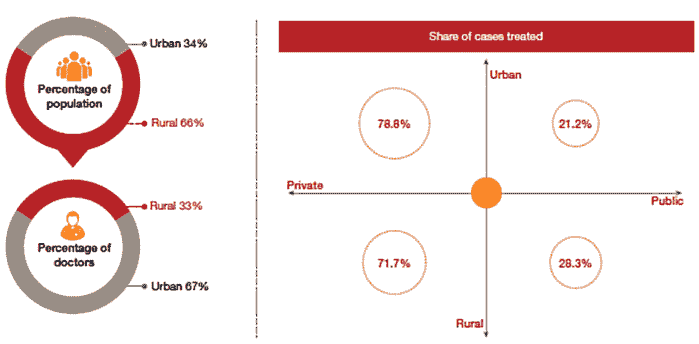 Urban 34%
Percentage of
population
Rural 66%
Rural 33%
Percentage of
doctors
Urban 67%
Share of cases treated
Urban
78.8%
21.2%
Private
Public
71.7%
28.3%
Rural